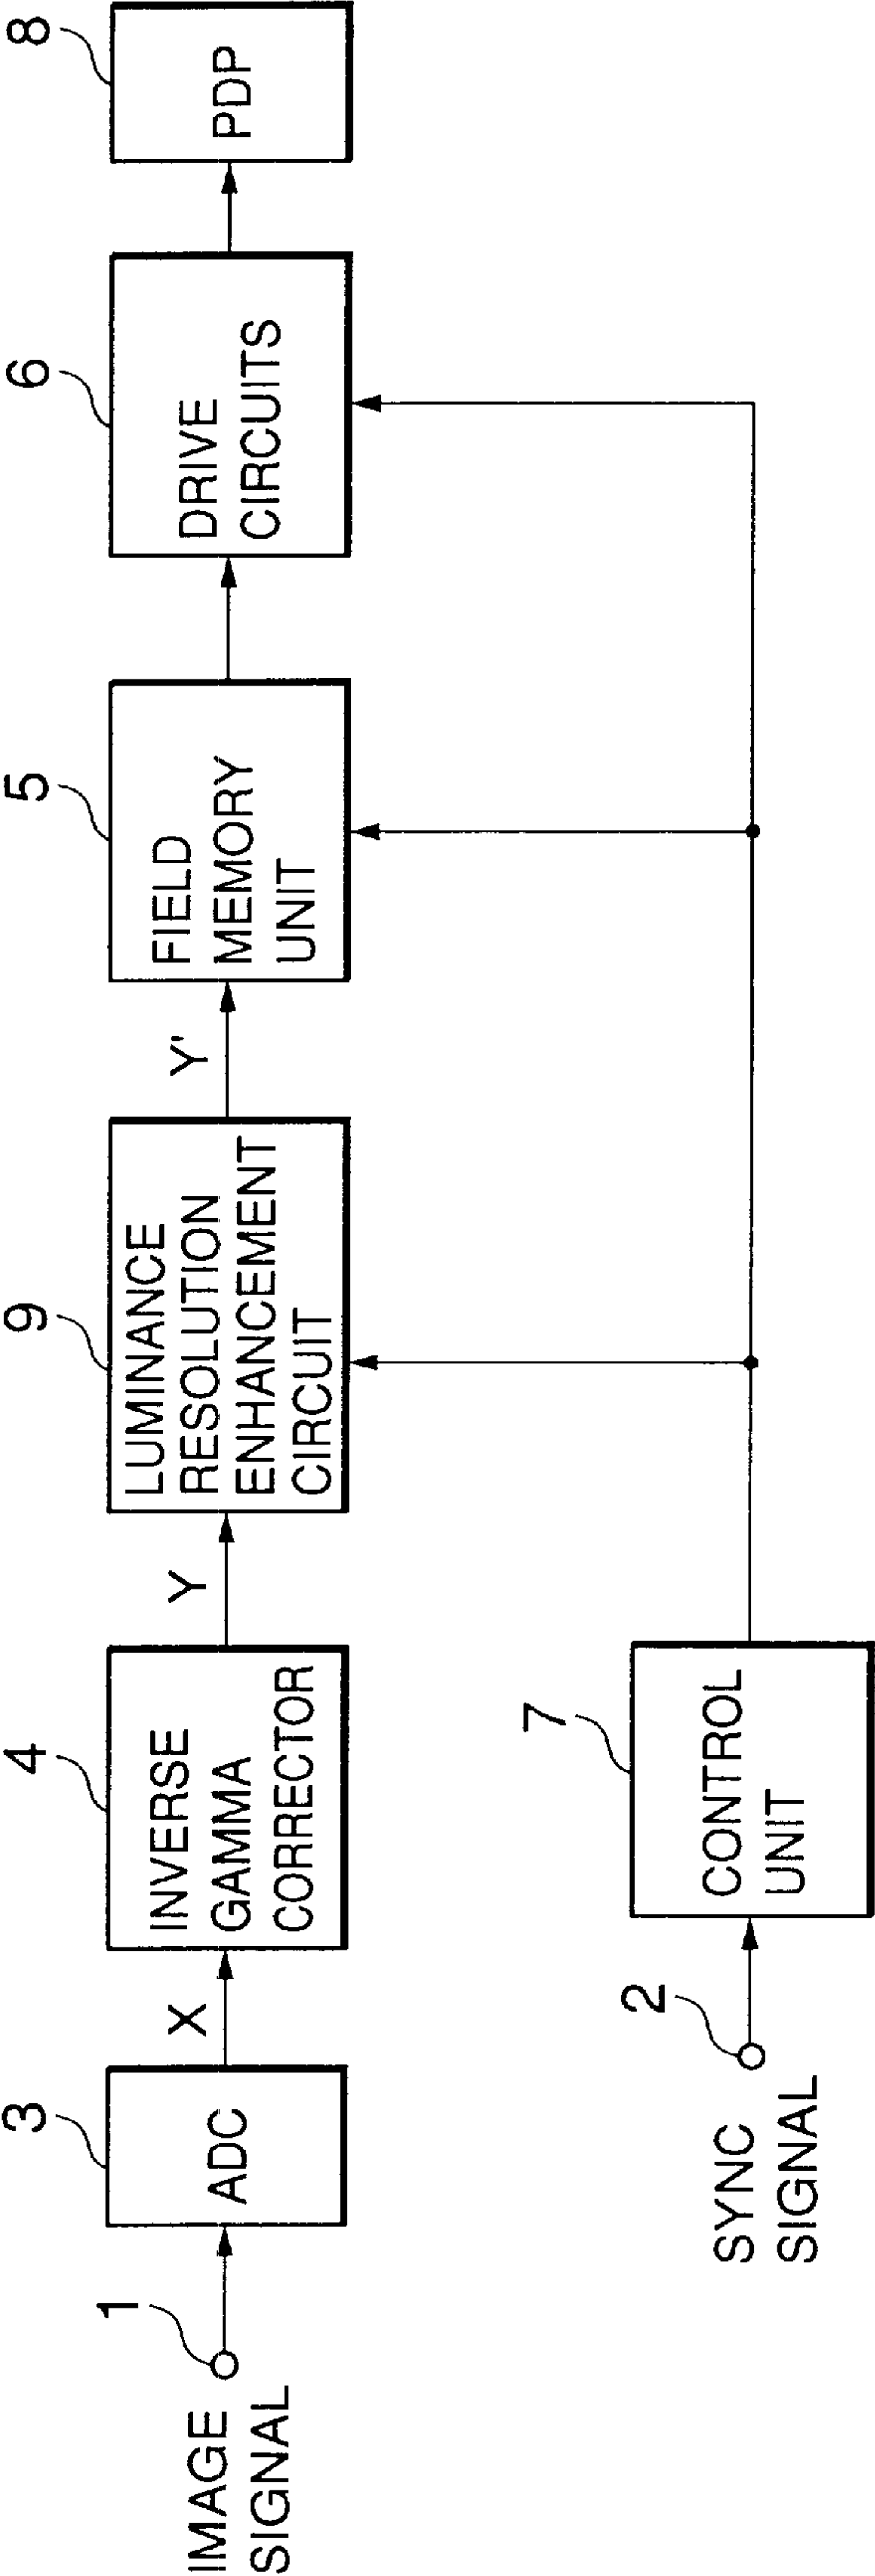 1
IMAGE
SIGNAL
3
ADC
X
4
INVERSE
GAMMA
CORRECTOR
Y
9
LUMINANCE
RESOLUTION
ENHANCEMENT
CIRCUIT
Y'
5
FIELD
MEMORY
UNIT
6
DRIVE
CIRCUITS
8
PDP
2
SYNC
SIGNAL
7
CONTROL
UNIT